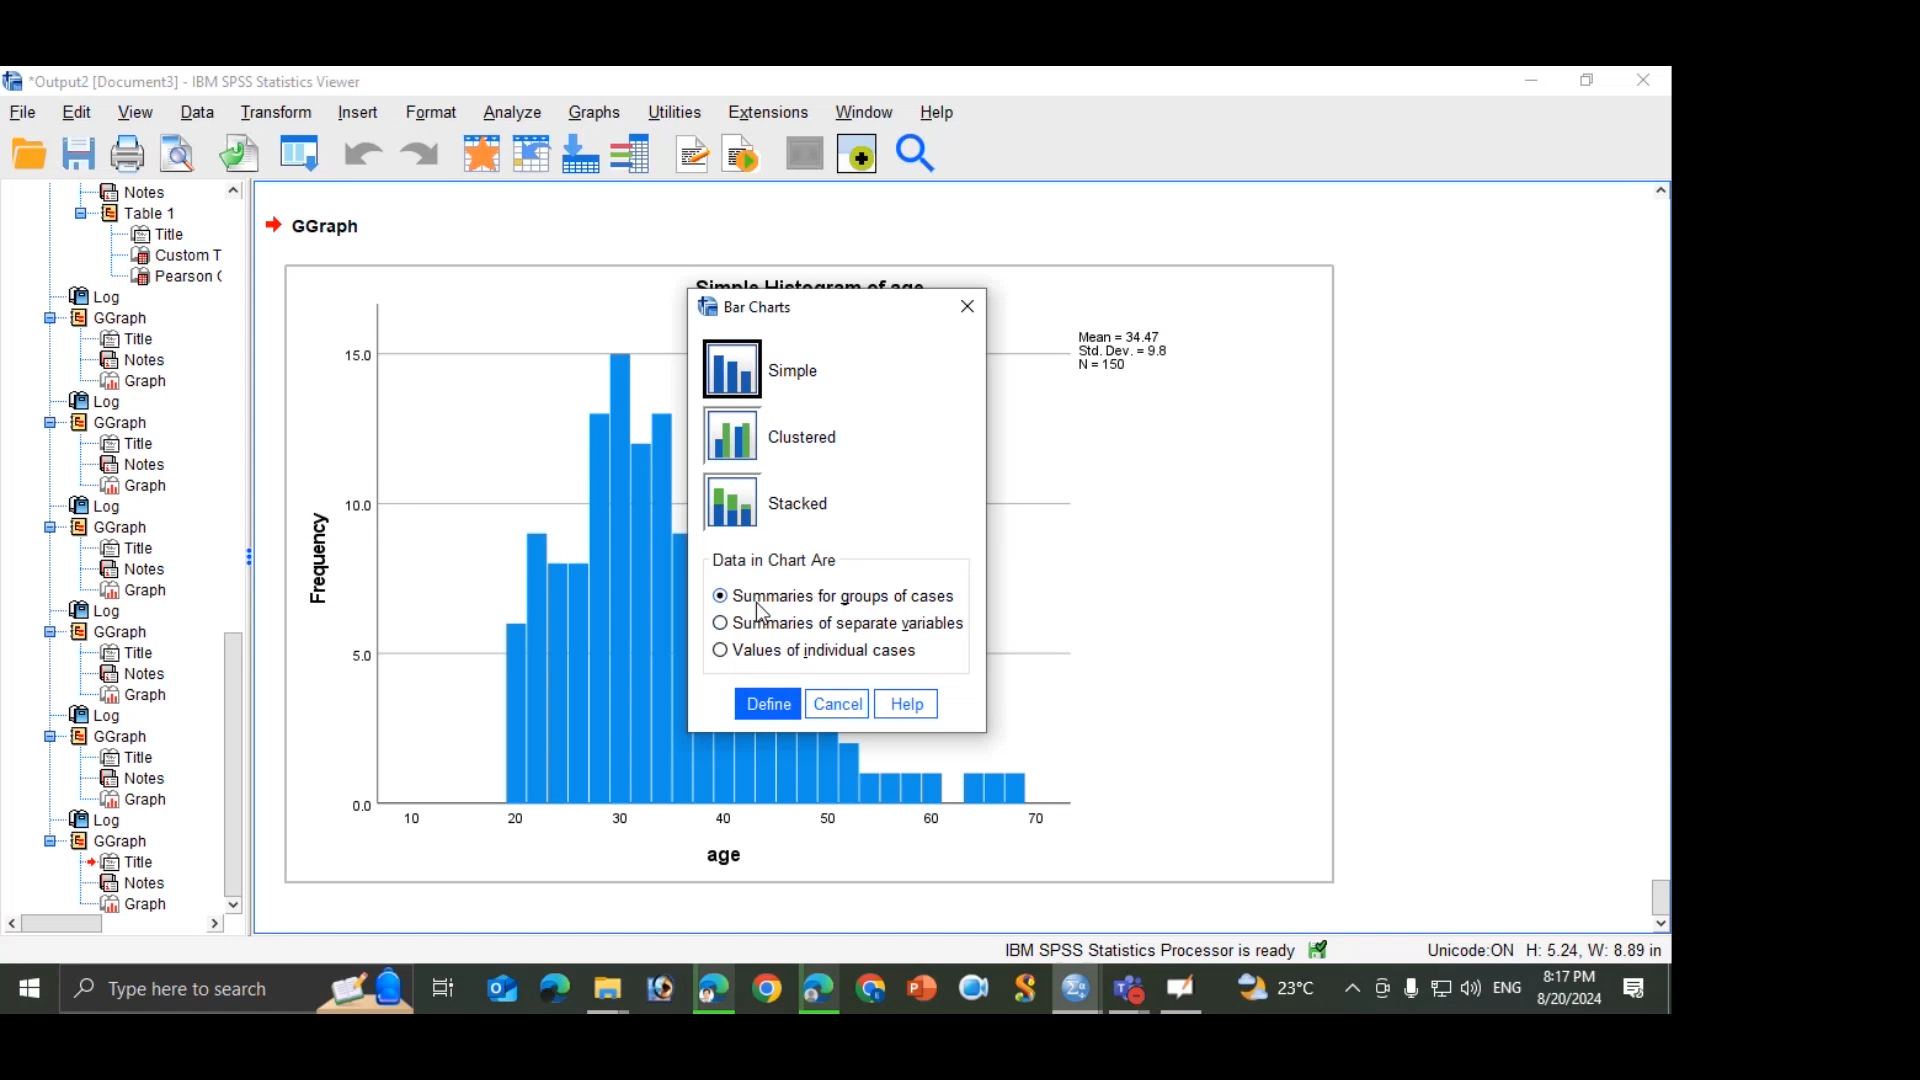 *Output2 [Document3] - IBM SPSS Statistics Viewer
File Edit View Data Transform Insert Format Analyze Graphs Utilities Extensions Window Help
Notes
Table 1
Title
Custom T
Pearson C
Log
GGraph
Title
Notes
Graph
Log
GGraph
Title
Notes
Graph
Log
GGraph
Title
Notes
Graph
Log
GGraph
Title
Notes
Graph
Log
GGraph
Title
Notes
Graph
Log
GGraph
Title
Notes
Graph
GGraph
Simple Histogram of age
Mean = 34.47
Std. Dev. = 9.8
N = 150
Frequency
15.0
10.0
5.0
0.0
10 20 30 40 50 60 70
age
Bar Charts
Simple
Clustered
Stacked
Data in Chart Are
Summaries for groups of cases
Summaries of separate variables
Values of individual cases
Define Cancel Help
IBM SPSS Statistics Processor is ready Unicode:ON H: 5.24, W: 8.89 in
Type here to search
23°C
ENG
8:17 PM
8/20/2024